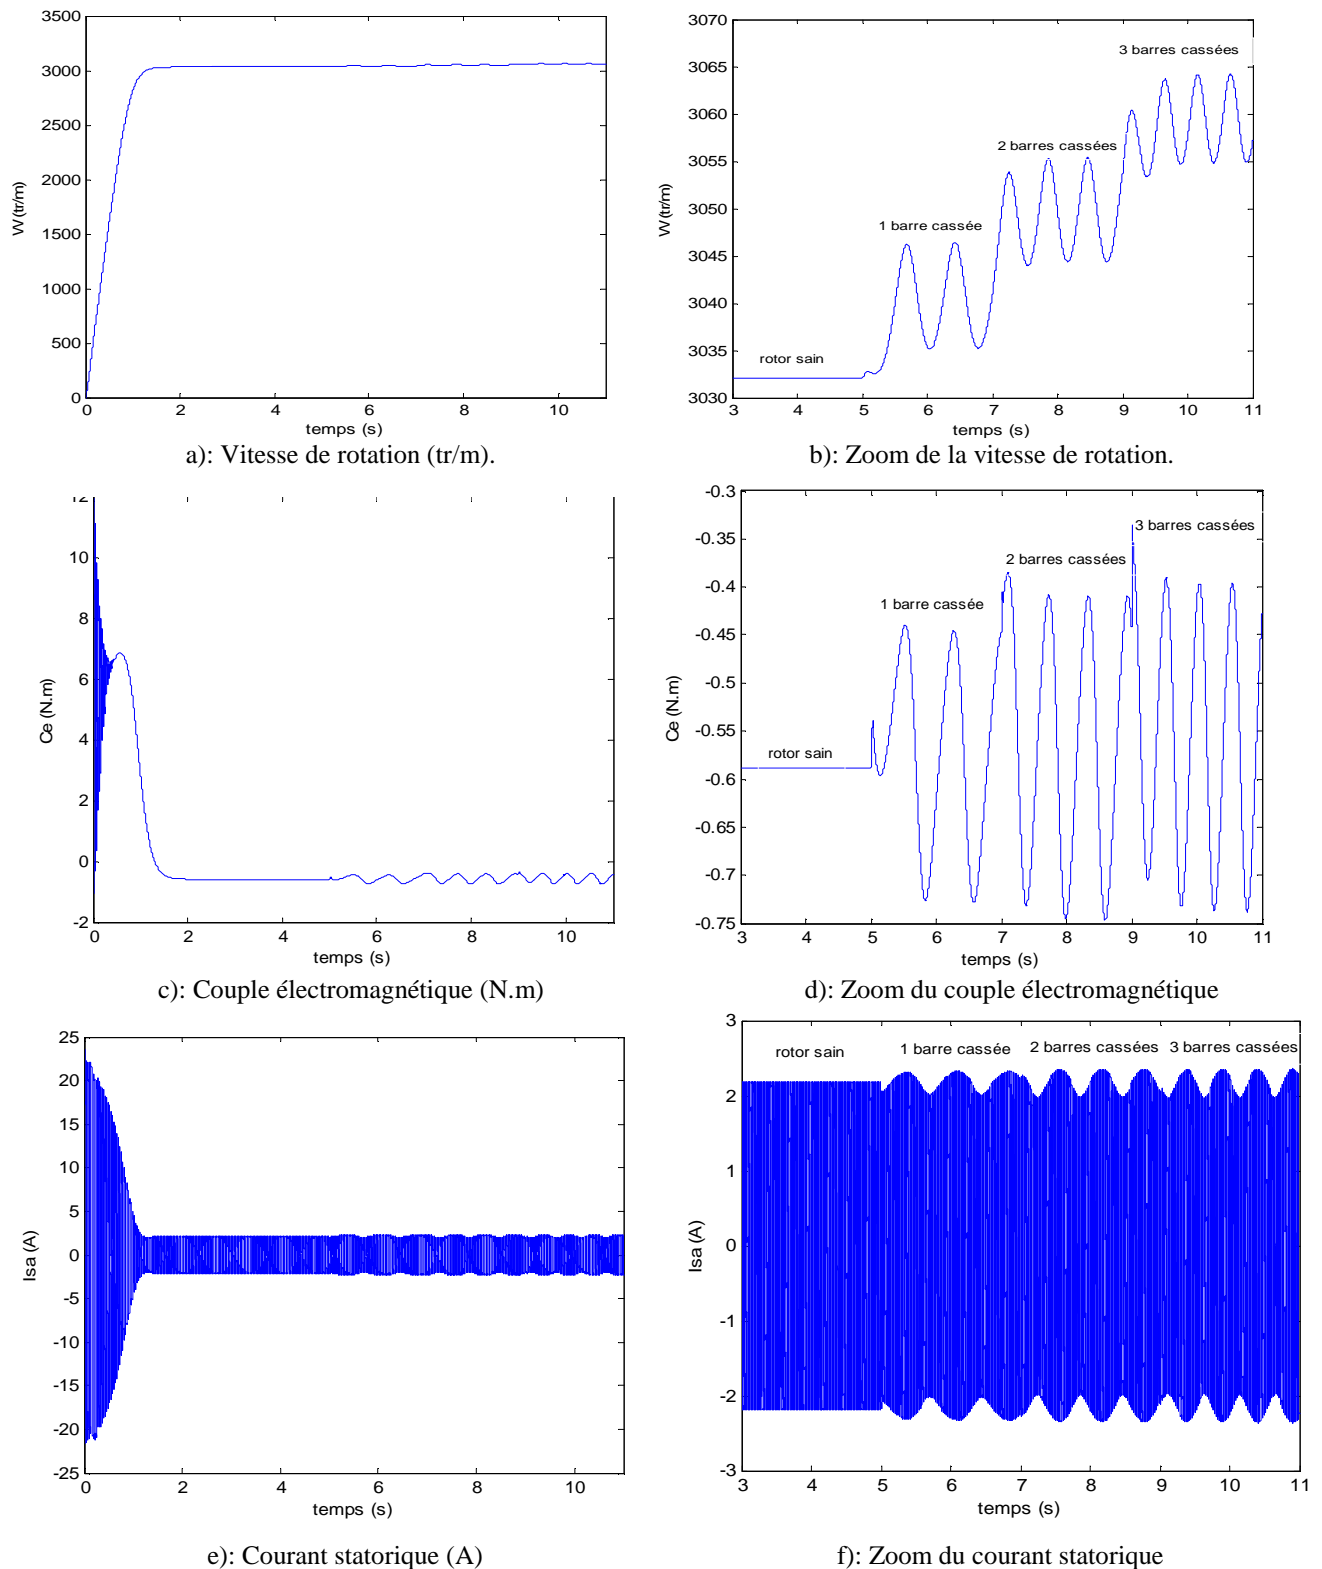 3500
3000
2500
2000
1500
1000
500
0
W(tr/m)
0 2 4 6 8 10
temps (s)
a): Vitesse de rotation (tr/m).
3070
3065
3060
3055
3050
3045
3040
3035
3030
W(tr/m)
3 barres cassées
2 barres cassées
1 barre cassée
rotor sain
3 4 5 6 7 8 9 10 11
temps (s)
b): Zoom de la vitesse de rotation.
12
10
8
6
4
2
0
-2
Ce (N.m)
0 2 4 6 8 10
temps (s)
c): Couple électromagnétique (N.m)
-0.3
-0.35
-0.4
-0.45
-0.5
-0.55
-0.6
-0.65
-0.7
-0.75
Ce (N.m)
3 barres cassées
2 barres cassées
1 barre cassée
rotor sain
3 4 5 6 7 8 9 10 11
temps (s)
d): Zoom du couple électromagnétique
25
20
15
10
5
0
-5
-10
-15
-20
-25
Isa (A)
0 2 4 6 8 10
temps (s)
e): Courant statorique (A)
3
2
1
0
-1
-2
-3
Isa (A)
rotor sain 1 barre cassée 2 barres cassées 3 barres cassées
3 4 5 6 7 8 9 10 11
temps (s)
f): Zoom du courant statorique